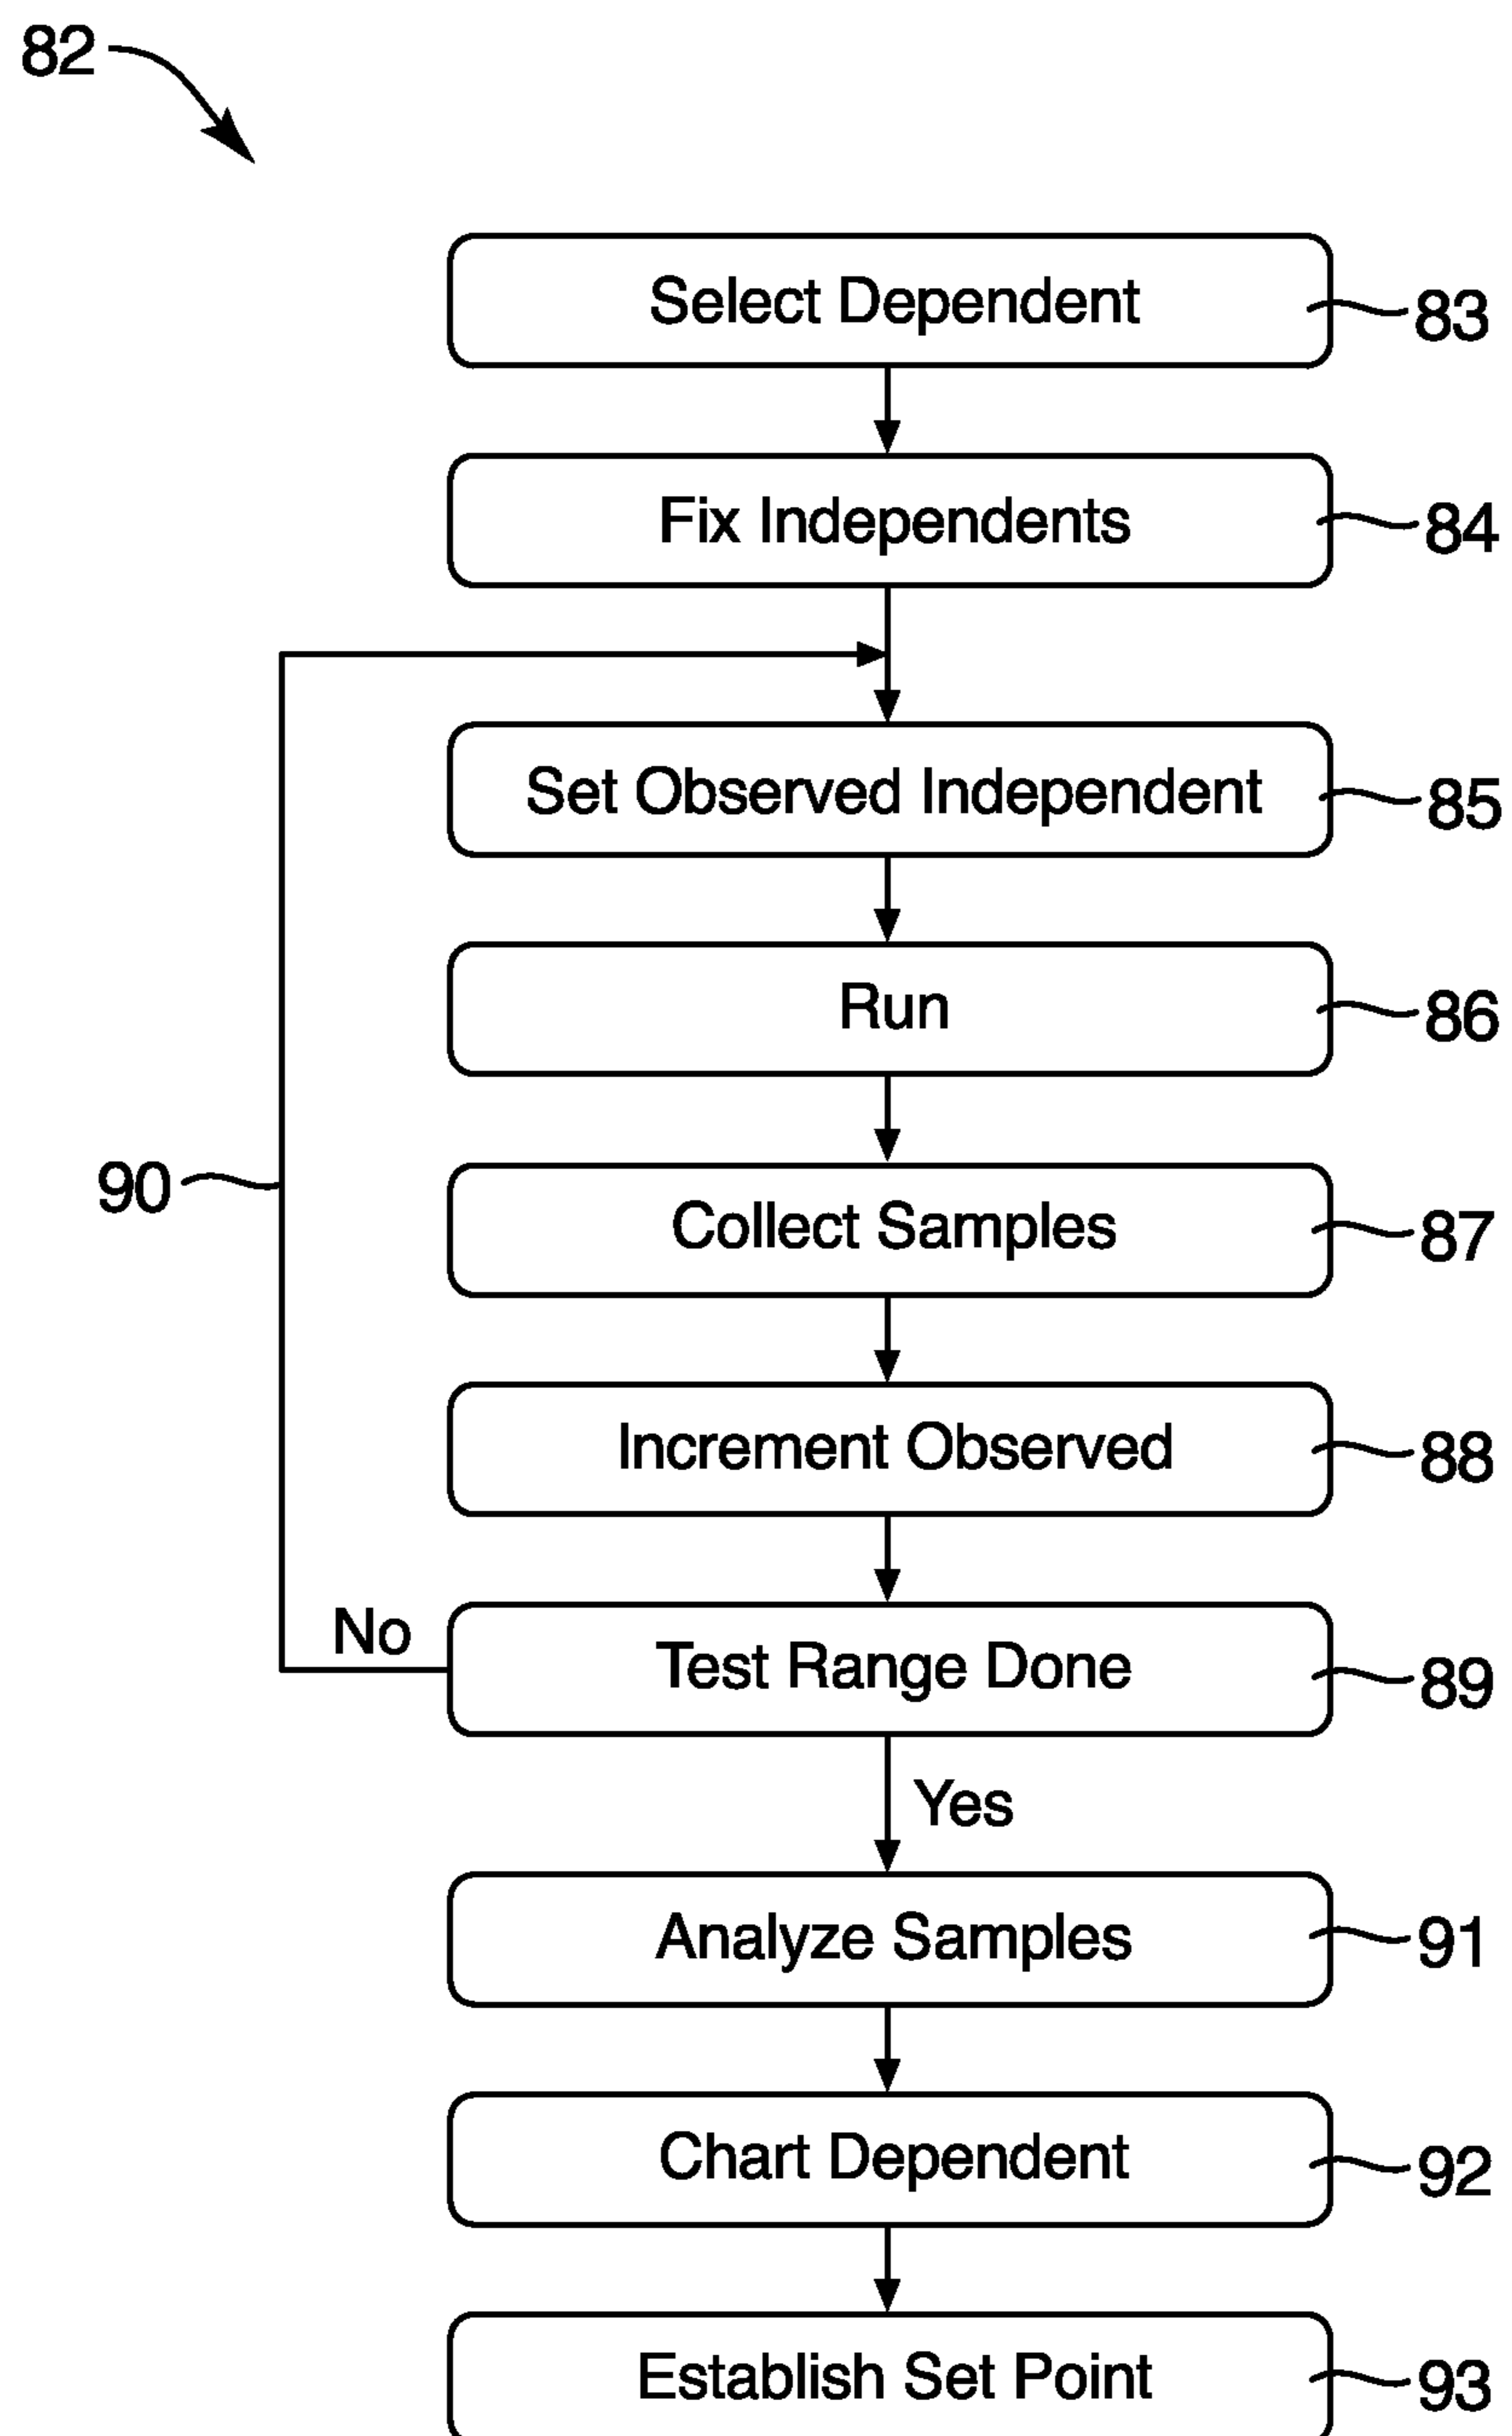 82
Select Dependent
83
Fix Independents
84
Set Observed Independent
85
Run
86
90
Collect Samples
87
Increment Observed
88
No
Test Range Done
89
Yes
Analyze Samples
91
Chart Dependent
92
Establish Set Point
93